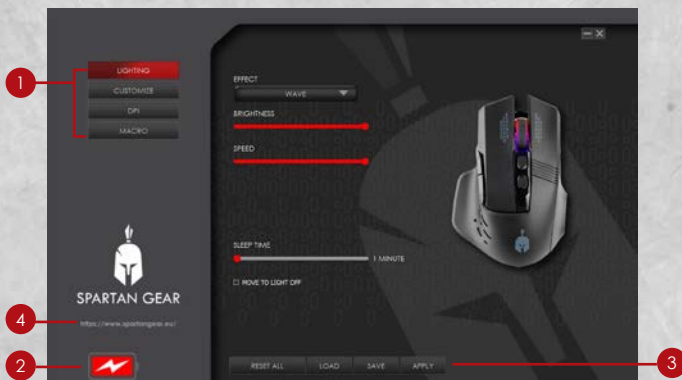 1
LIGHTING
CUSTOMIZE
DPI
MACRO
SPARTAN GEAR
4
https://www.spartangear.eu/
2
EFFECT
WAVE
BRIGHTNESS
SPEED
SLEEP TIME
1 MINUTE
MOVE TO LIGHT OFF
RESET ALL LOAD SAVE APPLY
3